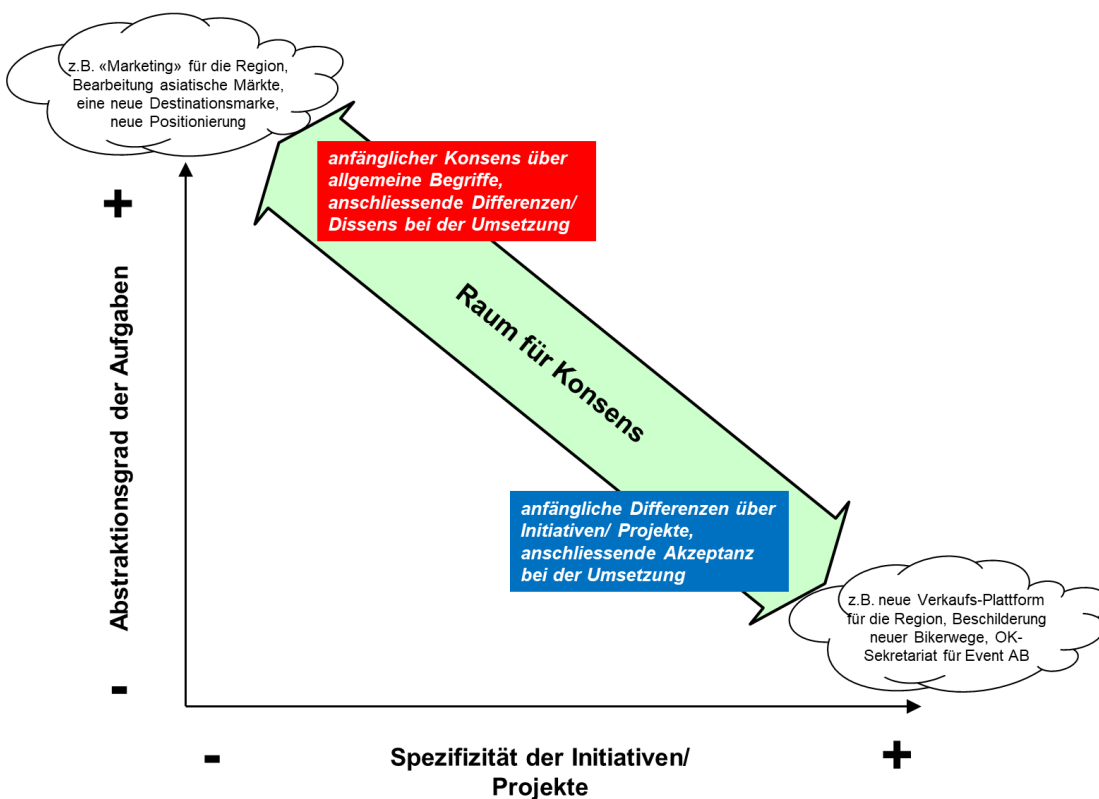 z.B. «Marketing» für die Region,
Bearbeitung asiatische Märkte,
eine neue Destinationsmarke,
neue Positionierung
anfänglicher Konsens über
allgemeine Begriffe,
anschliessende Differenzen/
Dissens bei der Umsetzung
+
Abstraktionsgrad der Aufgaben
-
Raum für Konsens
anfängliche Differenzen über
Initiativen/ Projekte,
anschliessende Akzeptanz
bei der Umsetzung
z.B. neue Verkaufs-Plattform
für die Region, Beschilderung
neuer Bikerwege, OK-
Sekretariat für Event AB
-
Spezifizität der Initiativen/
Projekte
+